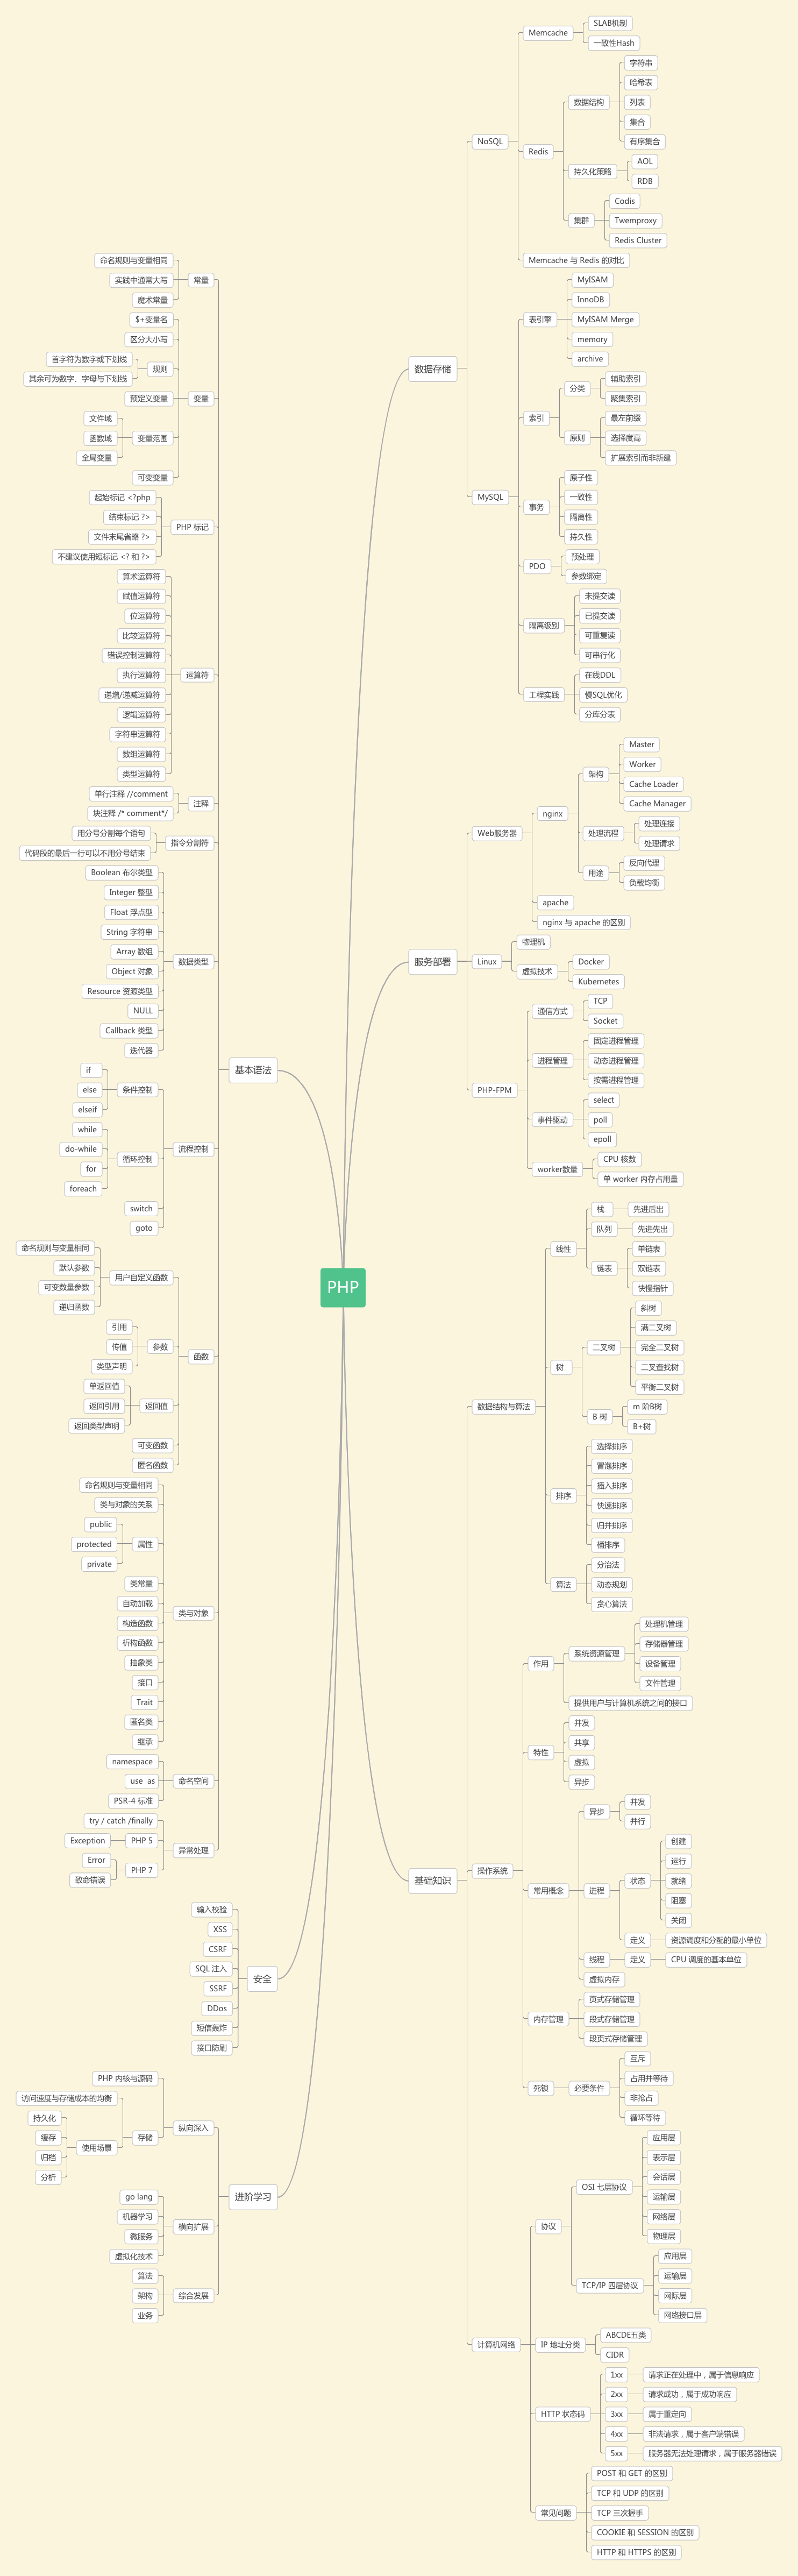 PHP
数据存储
NoSQL
Memcache
SLAB机制
一致性Hash
Redis
数据结构
字符串
哈希表
列表
集合
有序集合
持久化策略
AOL
RDB
集群
Codis
Twemproxy
Redis Cluster
Memcache 与 Redis 的对比
MySQL
表引擎
MyISAM
InnoDB
MyISAM Merge
memory
archive
索引
分类
辅助索引
聚集索引
原则
最左前缀
选择度高
扩展索引而非新建
事务
原子性
一致性
隔离性
持久性
PDO
预处理
参数绑定
隔离级别
未提交读
已提交读
可重复读
可串行化
工程实践
在线DDL
慢SQL优化
分库分表
服务部署
Web服务器
nginx
架构
Master
Worker
Cache Loader
Cache Manager
处理流程
处理连接
处理请求
用途
反向代理
负载均衡
apache
nginx 与 apache 的区别
Linux
物理机
虚拟技术
Docker
Kubernetes
PHP-FPM
通信方式
TCP
Socket
进程管理
固定进程管理
动态进程管理
按需进程管理
事件驱动
select
poll
epoll
worker数量
CPU 核数
单 worker 内存占用量
基础知识
数据结构与算法
线性
栈
先进后出
队列
先进先出
链表
单链表
双链表
快慢指针
树
二叉树
斜树
满二叉树
完全二叉树
二叉查找树
平衡二叉树
B 树
m 阶B树
B+树
排序
选择排序
冒泡排序
插入排序
快速排序
归并排序
桶排序
算法
分治法
动态规划
贪心算法
操作系统
作用
系统资源管理
处理机管理
存储器管理
设备管理
文件管理
提供用户与计算机系统之间的接口
特性
并发
共享
虚拟
异步
常用概念
异步
并发
并行
进程
状态
创建
运行
就绪
阻塞
关闭
定义
资源调度和分配的最小单位
线程
定义
CPU 调度的基本单位
虚拟内存
内存管理
页式存储管理
段式存储管理
段页式存储管理
死锁
必要条件
互斥
占用并等待
非抢占
循环等待
计算机网络
协议
OSI 七层协议
应用层
表示层
会话层
运输层
网络层
物理层
TCP/IP 四层协议
应用层
运输层
网际层
网络接口层
IP 地址分类
ABCDE五类
CIDR
HTTP 状态码
1xx
请求正在处理中，属于信息响应
2xx
请求成功，属于成功响应
3xx
属于重定向
4xx
非法请求，属于客户端错误
5xx
服务器无法处理请求，属于服务器错误
常见问题
POST 和 GET 的区别
TCP 和 UDP 的区别
TCP 三次握手
COOKIE 和 SESSION 的区别
HTTP 和 HTTPS 的区别
基本语法
常量
命名规则与变量相同
实践中通常大写
魔术常量
变量
$+变量名
区分大小写
规则
首字符为数字或下划线
其余可为数字、字母与下划线
预定义变量
变量范围
文件域
函数域
全局变量
可变变量
PHP 标记
起始标记 <?php
结束标记 ?>
文件末尾省略 ?>
不建议使用短标记 <? 和 ?>
运算符
算术运算符
赋值运算符
位运算符
比较运算符
错误控制运算符
执行运算符
递增/递减运算符
逻辑运算符
字符串运算符
数组运算符
类型运算符
注释
单行注释 //comment
块注释 /* comment*/
指令分割符
用分号分割每个语句
代码段的最后一行可以不用分号结束
数据类型
Boolean 布尔类型
Integer 整型
Float 浮点型
String 字符串
Array 数组
Object 对象
Resource 资源类型
NULL
Callback 类型
迭代器
流程控制
条件控制
if
else
elseif
循环控制
while
do-while
for
foreach
switch
goto
函数
用户自定义函数
命名规则与变量相同
默认参数
可变数量参数
递归函数
参数
引用
传值
类型声明
返回值
单返回值
返回引用
返回类型声明
可变函数
匿名函数
类与对象
命名规则与变量相同
类与对象的关系
属性
public
protected
private
类常量
自动加载
构造函数
析构函数
抽象类
接口
Trait
匿名类
继承
命名空间
namespace
use as
PSR-4 标准
异常处理
try / catch /finally
PHP 5
Exception
PHP 7
Error
致命错误
安全
输入校验
XSS
CSRF
SQL 注入
SSRF
DDos
短信轰炸
接口防刷
进阶学习
纵向深入
PHP 内核与源码
存储
访问速度与存储成本的均衡
使用场景
持久化
缓存
归档
分析
横向扩展
go lang
机器学习
微服务
虚拟化技术
综合发展
算法
架构
业务